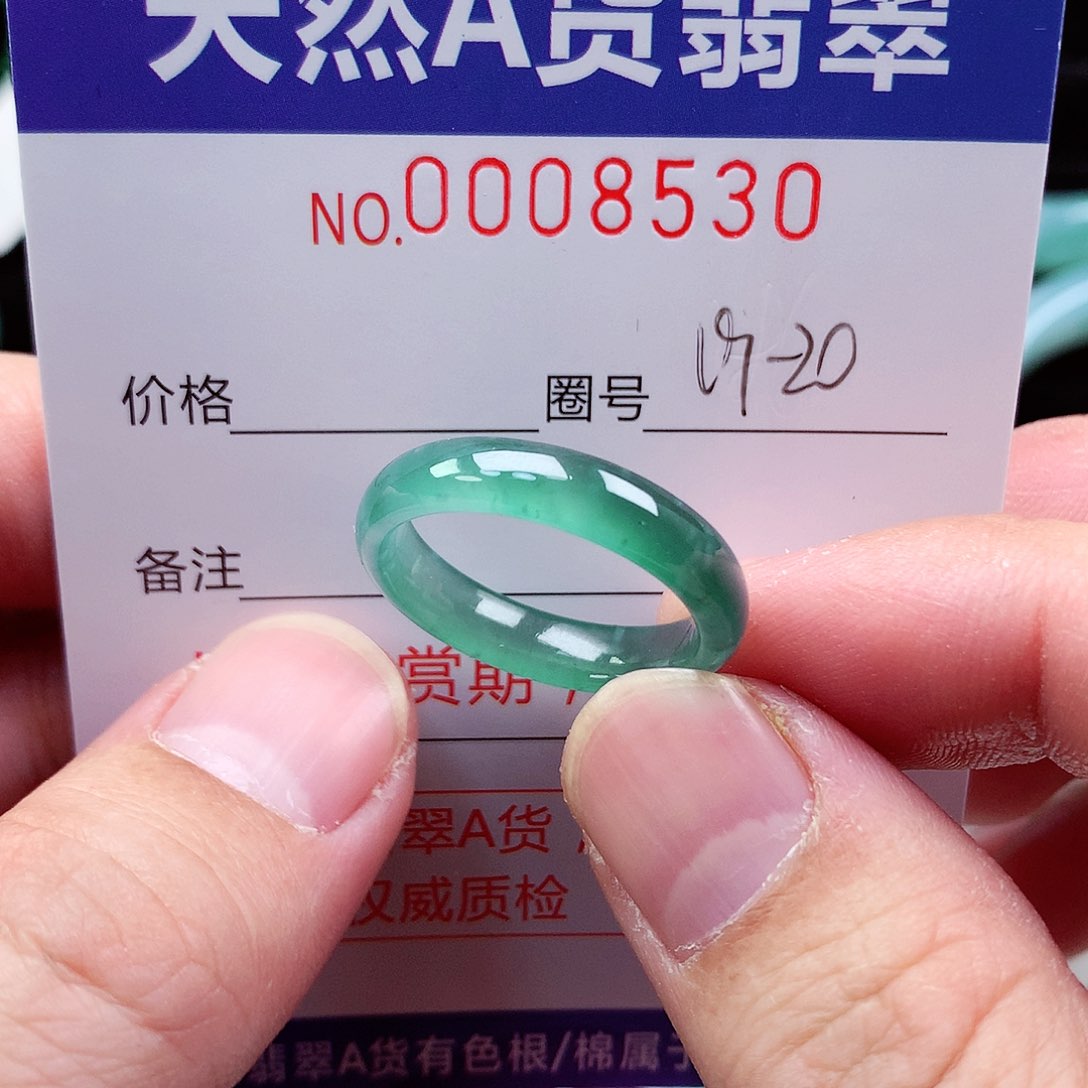 天然A货翡翠
NO.0008530
价格 圈号 19-20
备注
赏期
翠A货
权威质检
翡翠A货有色根/棉属于